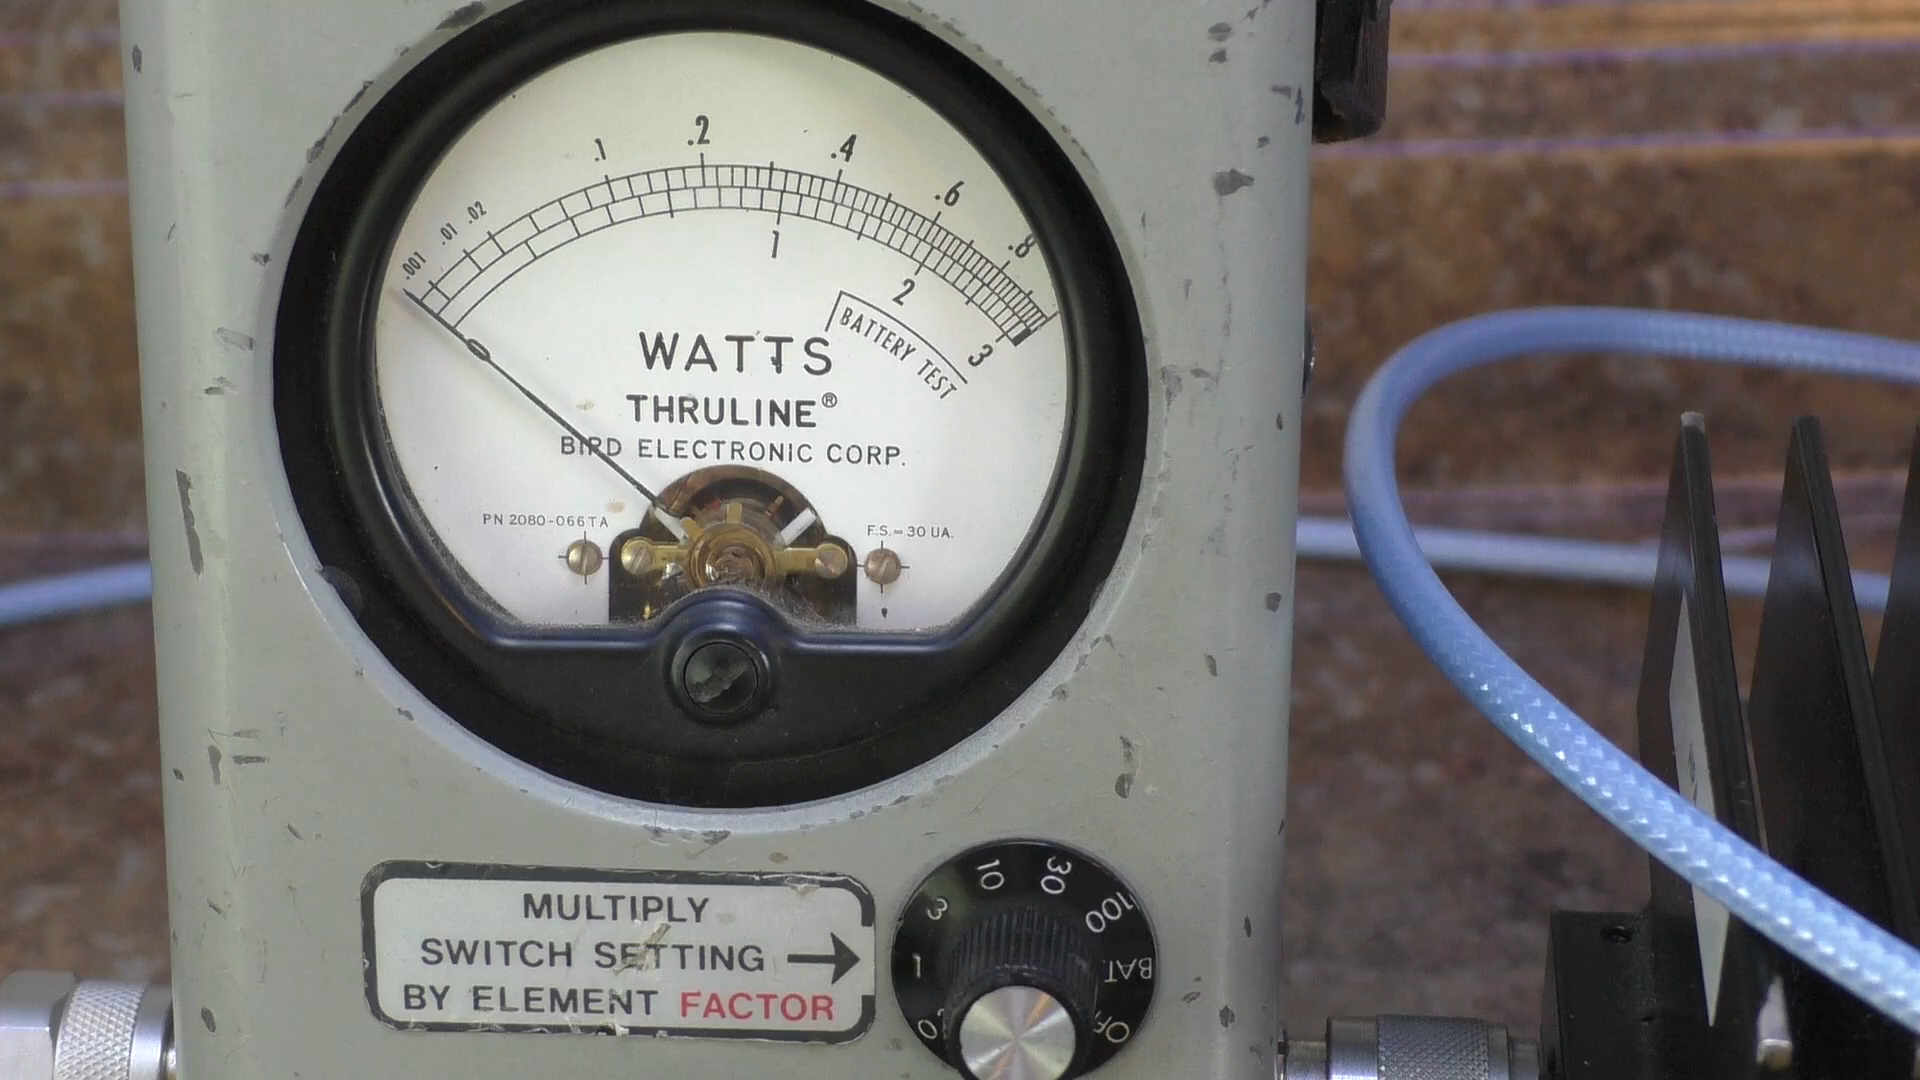 .001 .01 .02 .1 .2 .4 .6 .8
1 2 3
BATTERY TEST
WATTS
THRULINE®
BIRD ELECTRONIC CORP.
PN 2080-066TA
F.S.=30 UA.
MULTIPLY
SWITCH SETTING
BY ELEMENT FACTOR
1 3 10 30 100 BAT.